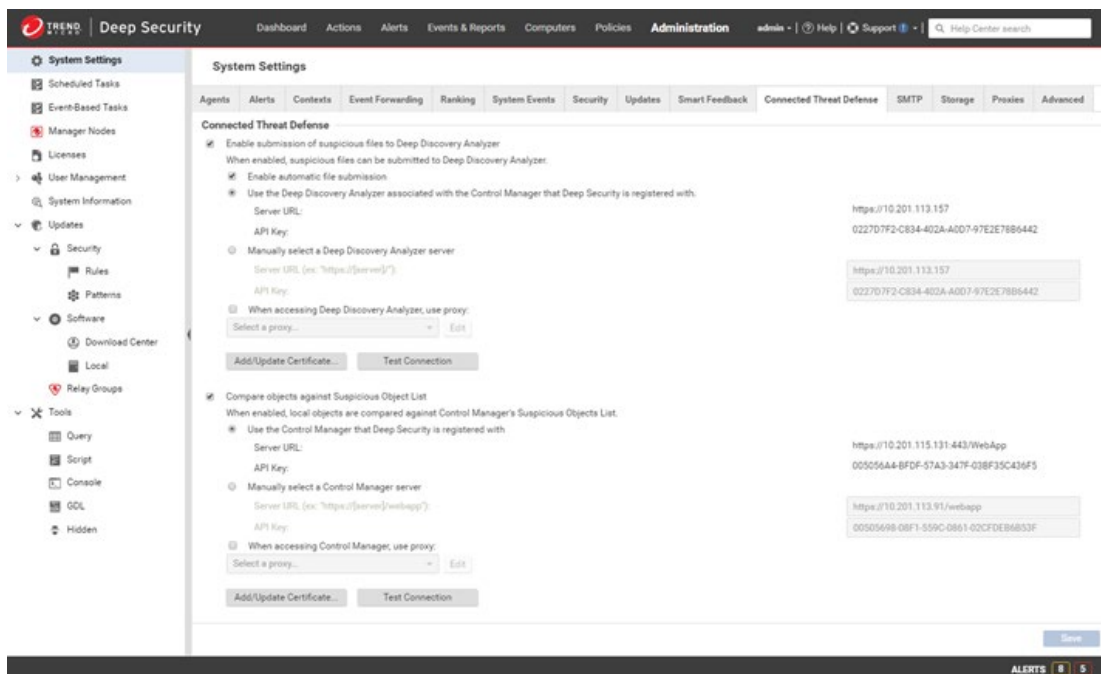 TREND MICRO | Deep Security
Dashboard Actions Alerts Events & Reports Computers Policies Administration admin Help Support Help Center search
System Settings
Scheduled Tasks
Event-Based Tasks
Manager Nodes
Licenses
User Management
System Information
Updates
Security
Rules
Patterns
Software
Download Center
Local
Relay Groups
Tools
Query
Script
Console
GDL
Hidden
System Settings
Agents Alerts Contexts Event Forwarding Ranking System Events Security Updates Smart Feedback Connected Threat Defense SMTP Storage Proxies Advanced
Connected Threat Defense
Enable submission of suspicious files to Deep Discovery Analyzer
When enabled, suspicious files can be submitted to Deep Discovery Analyzer.
Enable automatic file submission
Use the Deep Discovery Analyzer associated with the Control Manager that Deep Security is registered with.
Server URL: https://10.201.113.157
API Key: 0227D7F2-C834-402A-A0D7-97E2E78B6442
Manually select a Deep Discovery Analyzer server
Server URL (ex: "https://[server]/"): https://10.201.113.157
API Key: 0227D7F2-C834-402A-A0D7-97E2E78B6442
When accessing Deep Discovery Analyzer, use proxy:
Select a proxy... Edit
Add/Update Certificate... Test Connection
Compare objects against Suspicious Object List
When enabled, local objects are compared against Control Manager's Suspicious Objects List.
Use the Control Manager that Deep Security is registered with
Server URL: https://10.201.115.131:443/WebApp
API Key: 005056A4-BFDF-57A3-347F-03BF35C436F5
Manually select a Control Manager server
Server URL (ex: "https://[server]/webapp"): https://10.201.113.91/webapp
API Key: 00505698-08F1-559C-0861-02CFDEB6B53F
When accessing Control Manager, use proxy:
Select a proxy... Edit
Add/Update Certificate... Test Connection
Save
ALERTS 8 5